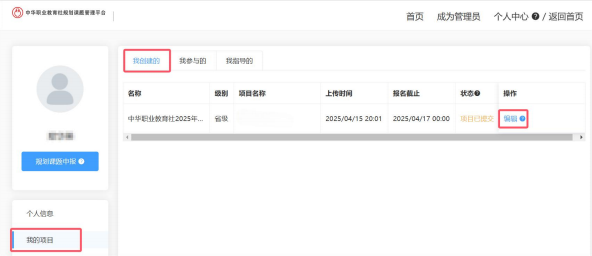 中华职业教育社规划课题管理平台
首页 成为管理员 个人中心 ? / 返回首页
我创建的 我参与的 我指导的
名称 级别 项目名称 上传时间 报名截止 状态? 操作
中华职业教育社2025年... 省级 2025/04/15 20:01 2025/04/17 00:00 项目已提交 编辑 ?
规划课题申报 ?
个人信息
我的项目